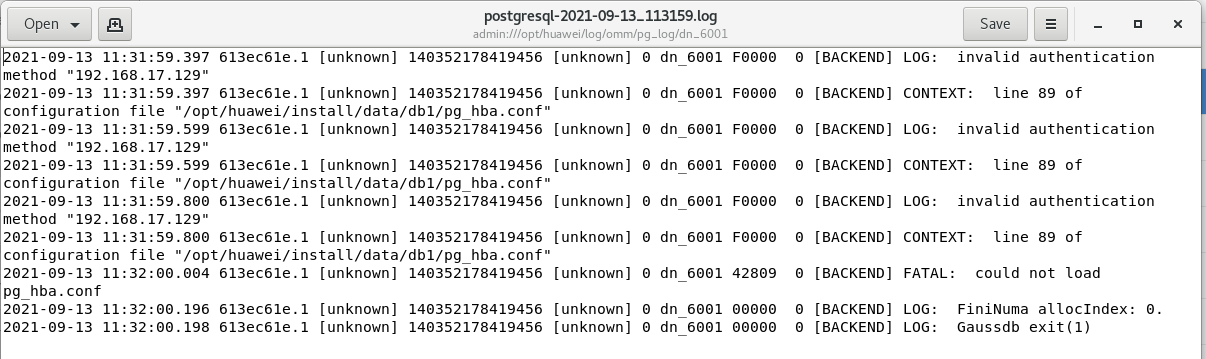 Open
postgresql-2021-09-13_113159.log
admin:///opt/huawei/log/omm/pg_log/dn_6001
Save
2021-09-13 11:31:59.397 613ec61e.1 [unknown] 140352178419456 [unknown] 0 dn_6001 F0000  0 [BACKEND] LOG:  invalid authentication
method "192.168.17.129"
2021-09-13 11:31:59.397 613ec61e.1 [unknown] 140352178419456 [unknown] 0 dn_6001 F0000  0 [BACKEND] CONTEXT:  line 89 of
configuration file "/opt/huawei/install/data/db1/pg_hba.conf"
2021-09-13 11:31:59.599 613ec61e.1 [unknown] 140352178419456 [unknown] 0 dn_6001 F0000  0 [BACKEND] LOG:  invalid authentication
method "192.168.17.129"
2021-09-13 11:31:59.599 613ec61e.1 [unknown] 140352178419456 [unknown] 0 dn_6001 F0000  0 [BACKEND] CONTEXT:  line 89 of
configuration file "/opt/huawei/install/data/db1/pg_hba.conf"
2021-09-13 11:31:59.800 613ec61e.1 [unknown] 140352178419456 [unknown] 0 dn_6001 F0000  0 [BACKEND] LOG:  invalid authentication
method "192.168.17.129"
2021-09-13 11:31:59.800 613ec61e.1 [unknown] 140352178419456 [unknown] 0 dn_6001 F0000  0 [BACKEND] CONTEXT:  line 89 of
configuration file "/opt/huawei/install/data/db1/pg_hba.conf"
2021-09-13 11:32:00.004 613ec61e.1 [unknown] 140352178419456 [unknown] 0 dn_6001 42809  0 [BACKEND] FATAL:  could not load
pg_hba.conf
2021-09-13 11:32:00.196 613ec61e.1 [unknown] 140352178419456 [unknown] 0 dn_6001 00000  0 [BACKEND] LOG:  FiniNuma allocIndex: 0.
2021-09-13 11:32:00.198 613ec61e.1 [unknown] 140352178419456 [unknown] 0 dn_6001 00000  0 [BACKEND] LOG:  Gaussdb exit(1)